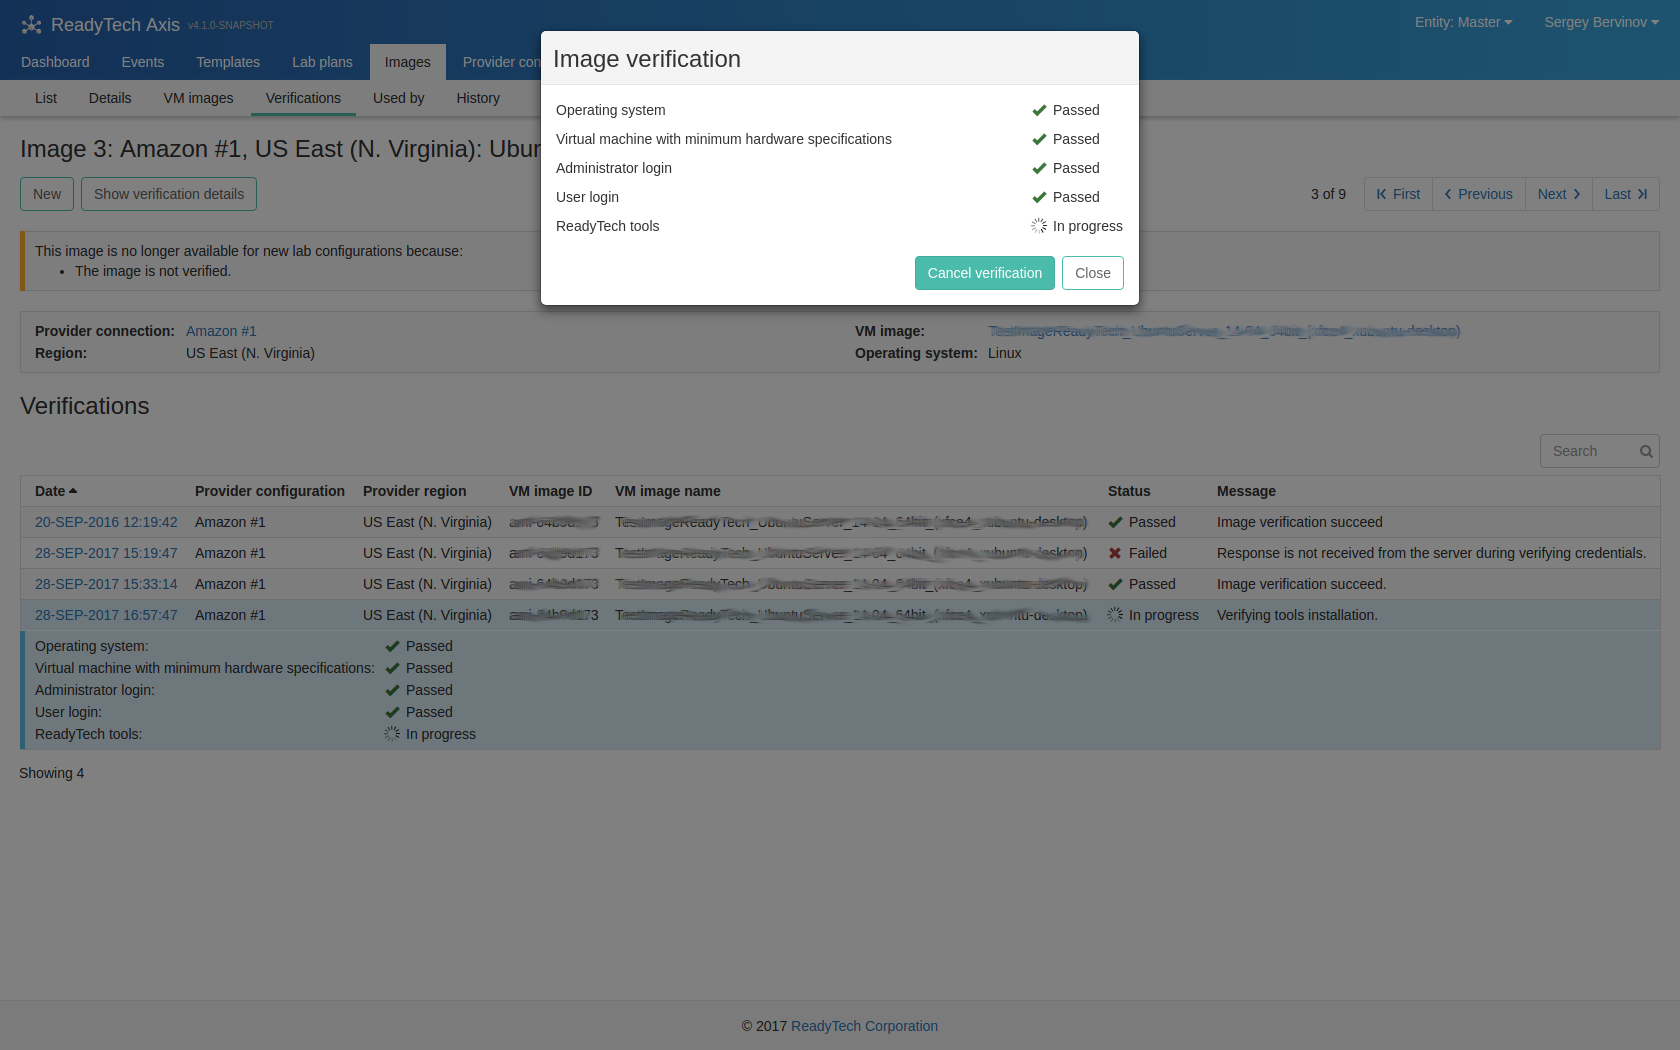 ReadyTech Axis v4.1.0-SNAPSHOT Entity: Master Sergey Bervinov
Dashboard Events Templates Lab plans Images Provider con
List Details VM images Verifications Used by History
Image verification
Operating system Passed
Virtual machine with minimum hardware specifications Passed
Administrator login Passed
User login Passed
ReadyTech tools In progress
Cancel verification Close
Image 3: Amazon #1, US East (N. Virginia):
New Show verification details 3 of 9 First Previous Next Last
This image is no longer available for new lab configurations because:
• The image is not verified.
Provider connection: Amazon #1 VM image:
Region: US East (N. Virginia) Operating system: Linux
Verifications
Search
Date Provider configuration Provider region VM image ID VM image name Status Message
20-SEP-2016 12:19:42 Amazon #1 US East (N. Virginia) Passed Image verification succeed
28-SEP-2017 15:19:47 Amazon #1 US East (N. Virginia) Failed Response is not received from the server during verifying credentials.
28-SEP-2017 15:33:14 Amazon #1 US East (N. Virginia) Passed Image verification succeed.
28-SEP-2017 16:57:47 Amazon #1 US East (N. Virginia) In progress Verifying tools installation.
Operating system: Passed
Virtual machine with minimum hardware specifications: Passed
Administrator login: Passed
User login: Passed
ReadyTech tools: In progress
Showing 4
© 2017 ReadyTech Corporation